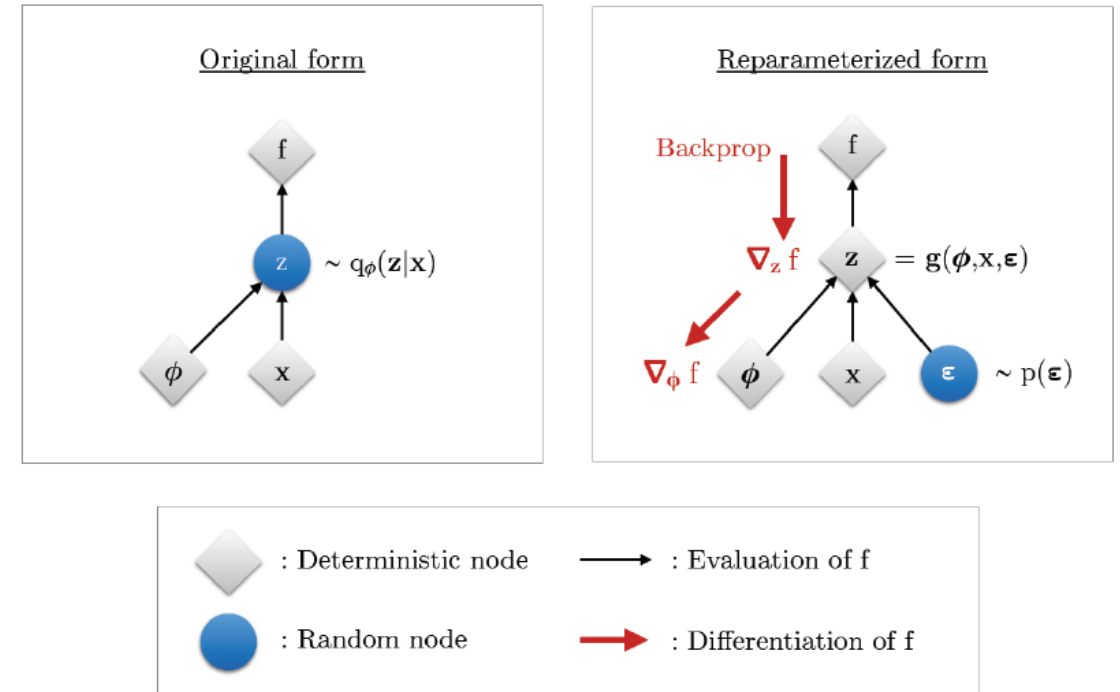 Original form
f
z ~ qϕ(z|x)
ϕ x
Reparameterized form
Backprop f
∇z f z = g(ϕ,x,ε)
∇ϕ f ϕ x ε ~ p(ε)
: Deterministic node : Evaluation of f
: Random node : Differentiation of f